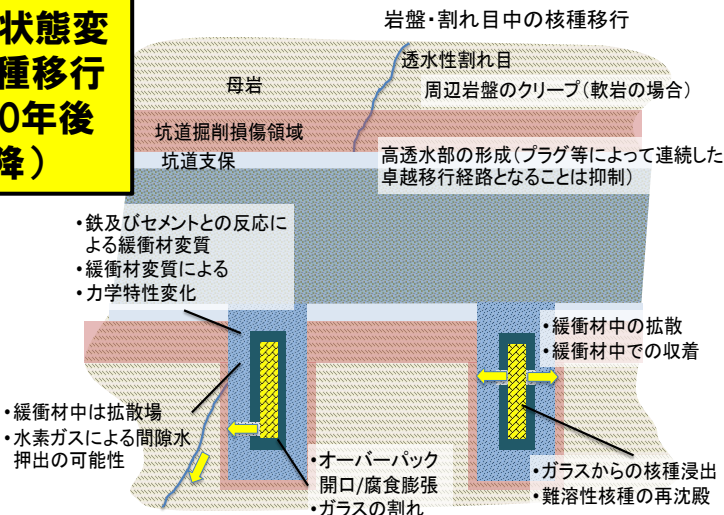 状態変
種移行
0年後
降）
岩盤・割れ目中の核種移行
透水性割れ目
母岩
周辺岩盤のクリープ（軟岩の場合）
坑道掘削損傷領域
坑道支保
高透水部の形成（プラグ等によって連続した
卓越移行経路となることは抑制）
・鉄及びセメントとの反応に
よる緩衝材変質
・緩衝材変質による
・力学特性変化
・緩衝材中の拡散
・緩衝材中での収着
・緩衝材中は拡散場
・水素ガスによる間隙水
押出の可能性
・オーバーパック
開口/腐食膨張
・ガラスの割れ
・ガラスからの核種浸出
・難溶性核種の再沈殿